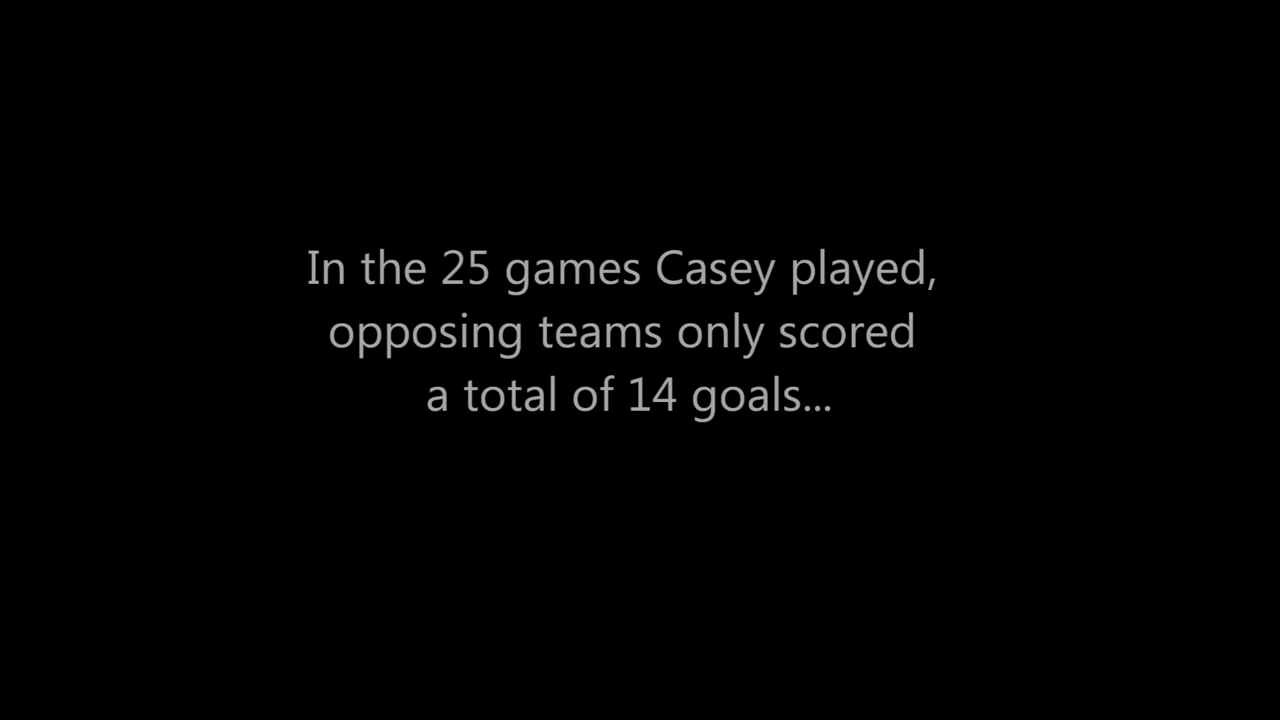 In the 25 games Casey played,
opposing teams only scored
a total of 14 goals...